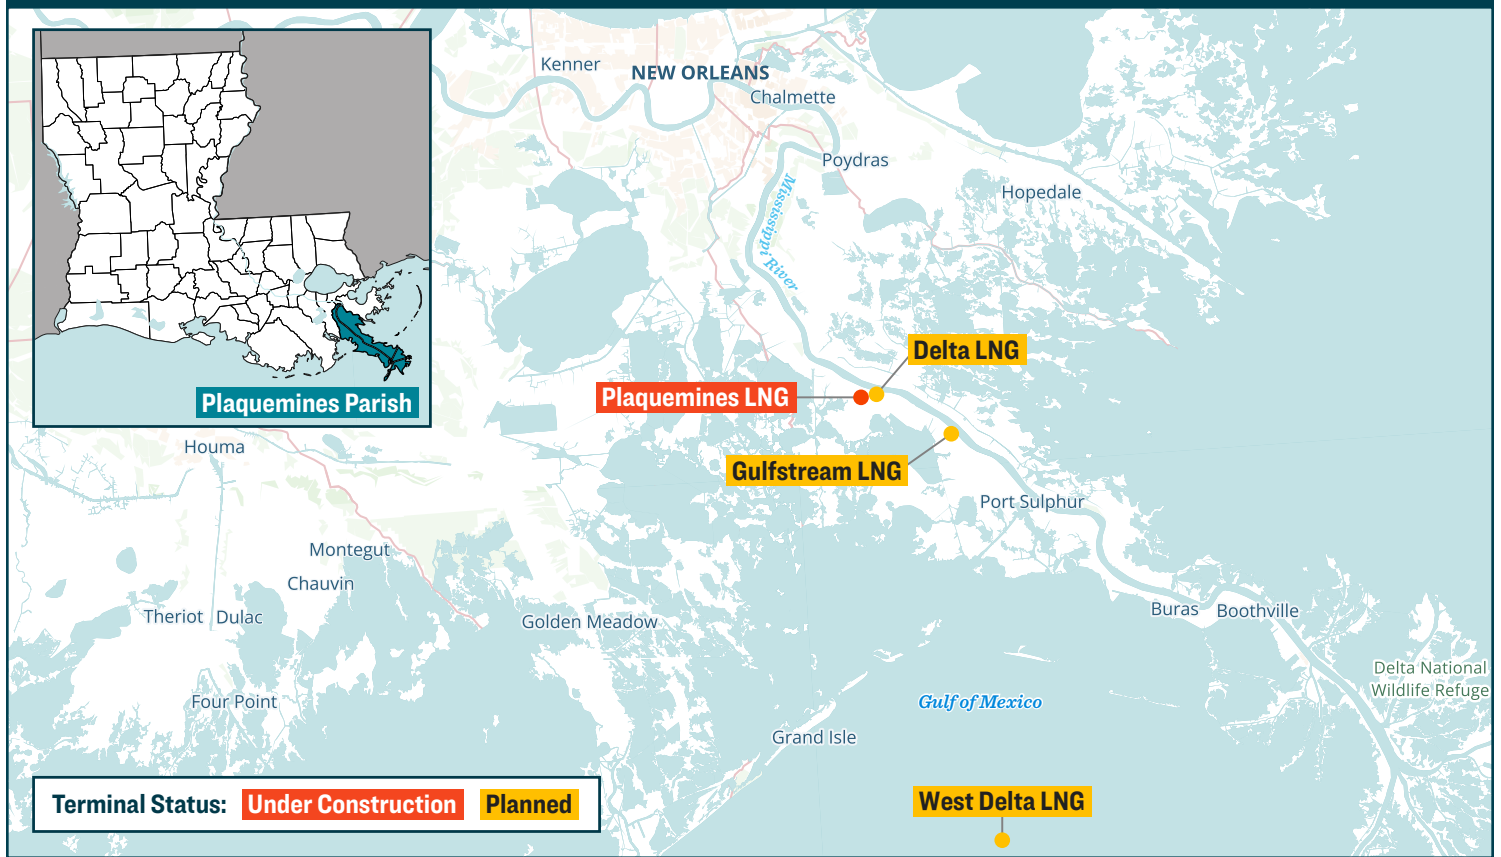 Kenner
NEW ORLEANS
Chalmette
Poydras
Hopedale
Mississippi River
Delta LNG
Plaquemines LNG
Plaquemines Parish
Houma
Gulfstream LNG
Port Sulphur
Montegut
Chauvin
Theriot
Dulac
Golden Meadow
Buras
Boothville
Delta National
Wildlife Refuge
Four Point
Gulf of Mexico
Grand Isle
Terminal Status: Under Construction Planned
West Delta LNG